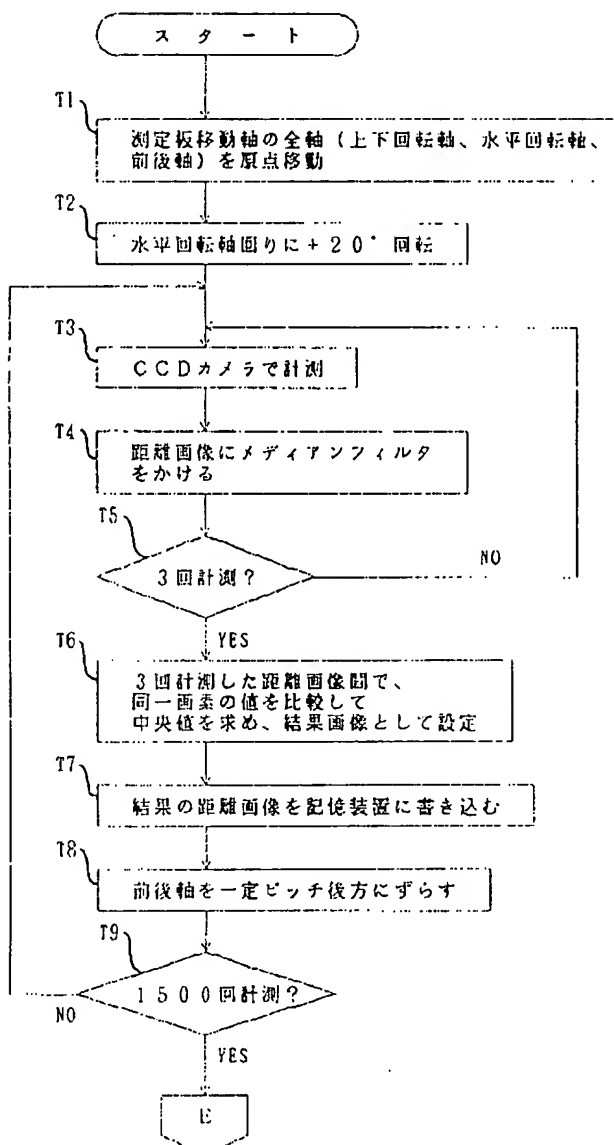 スタート
T1
測定板移動軸の全軸（上下回転軸、水平回転軸、
前後軸）を原点移動
T2
水平回転軸回りに+20°回転
T3
CCDカメラで計測
T4
距離画像にメディアンフィルタ
をかける
T5
3回計測？
NO
YES
T6
3回計測した距離画像間で、
同一画素の値を比較して
中央値を求め、結果画像として設定
T7
結果の距離画像を記憶装置に書き込む
T8
前後軸を一定ピッチ後方にずらす
T9
1500回計測？
NO
YES
E